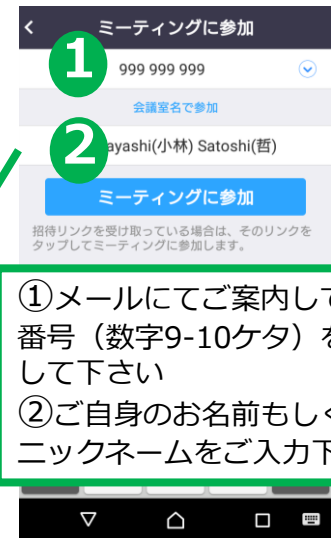 ミーティングに参加
1
999 999 999
会議室名で参加
2
ayashi(小林) Satoshi(哲)
ミーティングに参加
招待リンクを受け取っている場合は、そのリンクを
タップしてミーティングに参加します。
①メールにてご案内して
番号（数字9-10ケタ）を
して下さい
②ご自身のお名前もしく
ニックネームをご入力下